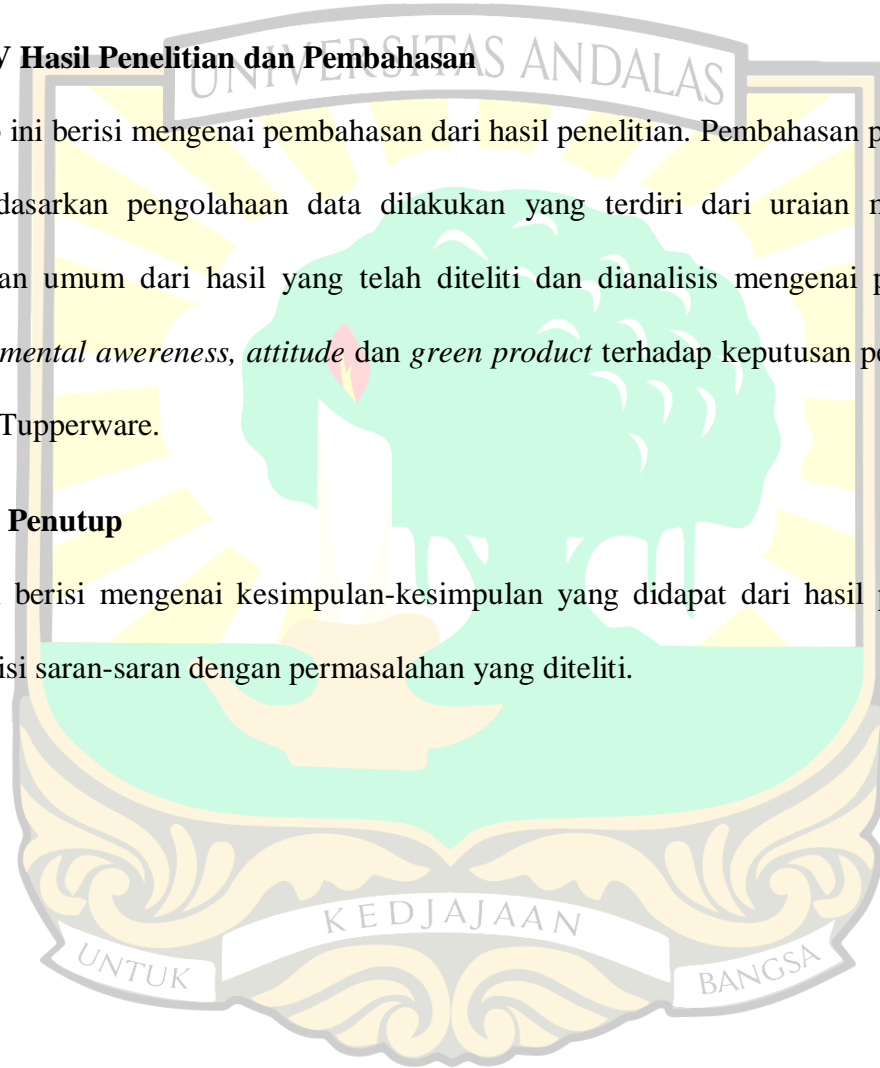 V Hasil Penelitian dan Pembahasan
UNIVERSITAS ANDALAS
ini berisi mengenai pembahasan dari hasil penelitian. Pembahasan p
dasarkan pengolahaan data dilakukan yang terdiri dari uraian m
an umum dari hasil yang telah diteliti dan dianalisis mengenai p
mental awereness, attitude dan green product terhadap keputusan pe
Tupperware.
Penutup
berisi mengenai kesimpulan-kesimpulan yang didapat dari hasil p
isi saran-saran dengan permasalahan yang diteliti.
KEDJAJAAN
UNTUK
BANGSA